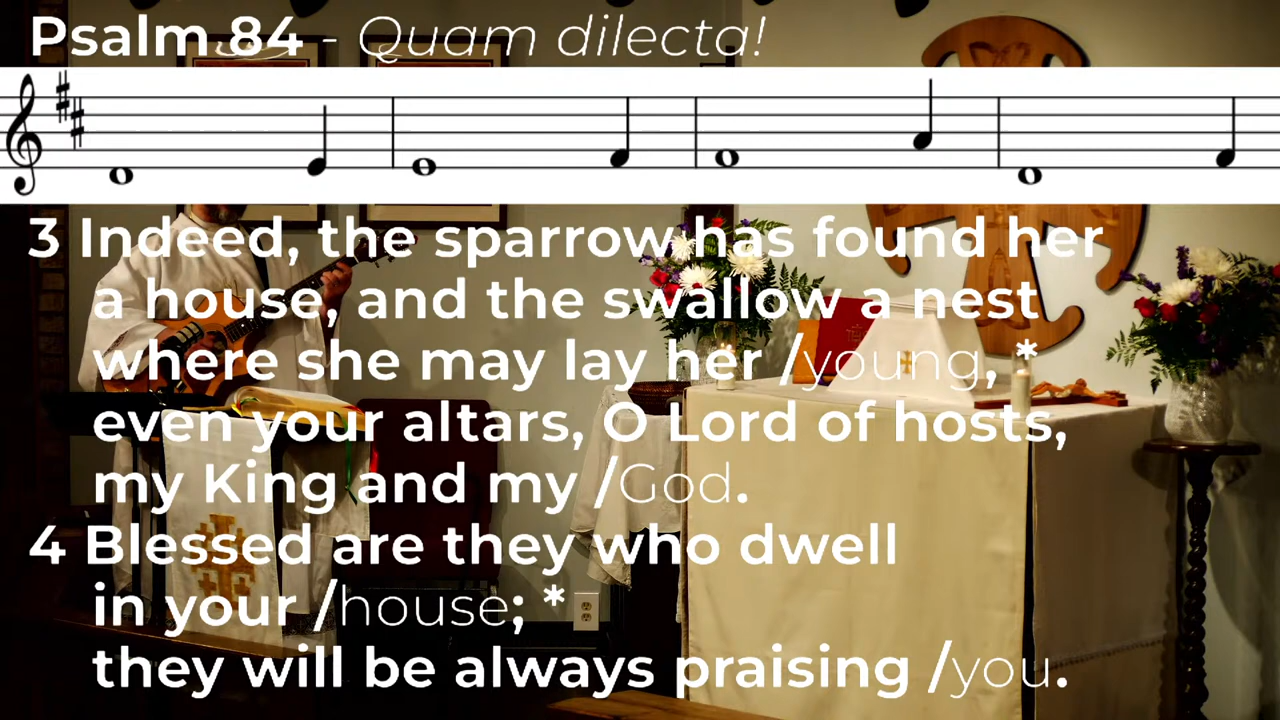 Psalm 84 - Quam dilecta!
3 Indeed, the sparrow has found her
a house, and the swallow a nest
where she may lay her /young, *
even your altars, O Lord of hosts,
my King and my /God.
4 Blessed are they who dwell
in your /house; *
they will be always praising /you.